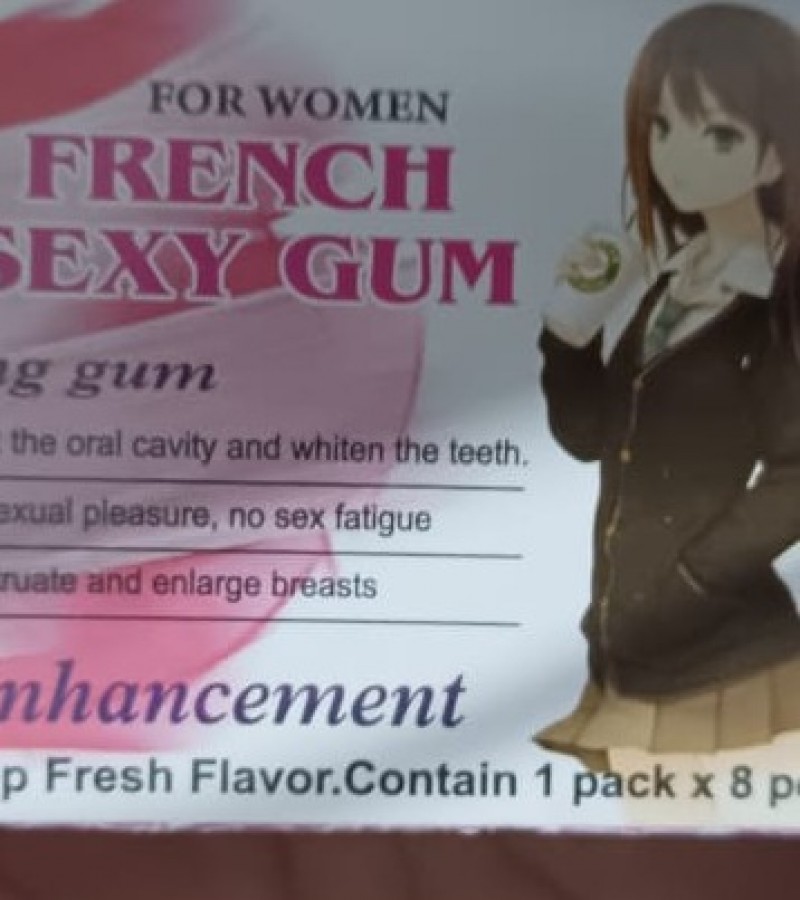 FOR WOMEN
FRENCH
SEXY GUM
gum
the oral cavity and whiten the teeth.
exual pleasure, no sex fatigue
ruate and enlarge breasts
nhancement
p Fresh Flavor.Contain 1 pack x 8 p